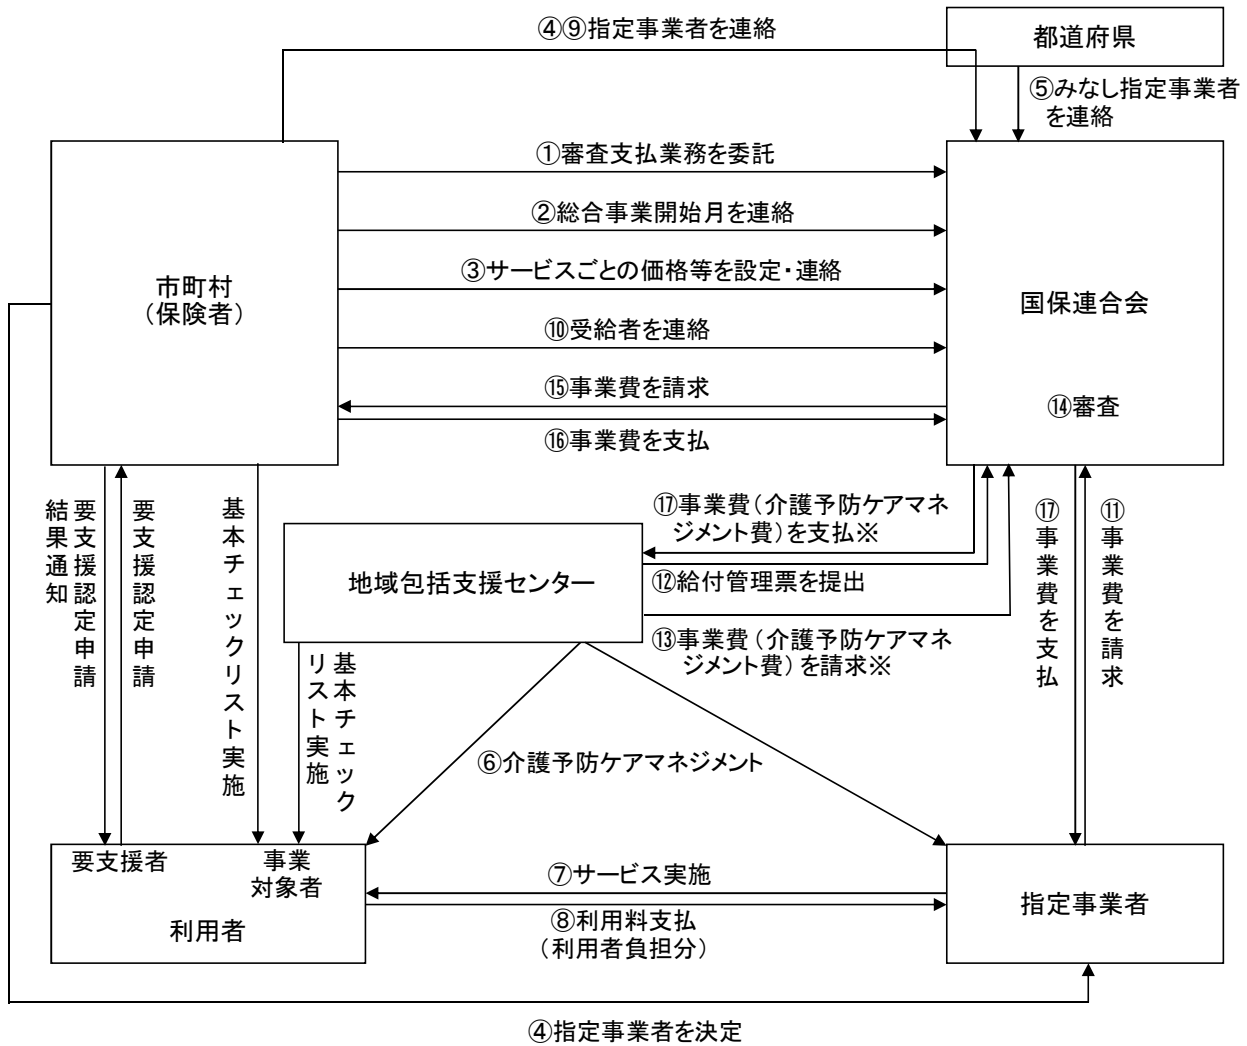 ④⑨指定事業者を連絡
都道府県
⑤みなし指定事業者
を連絡
①審査支払業務を委託
②総合事業開始月を連絡
③サービスごとの価格等を設定・連絡
市町村
（保険者）
国保連合会
⑩受給者を連絡
⑮事業費を請求
⑭審査
⑯事業費を支払
要支援認定申請
結果通知
要支援認定申請
基本チェックリスト実施
⑰事業費（介護予防ケアマネ
ジメント費）を支払※
地域包括支援センター
⑫給付管理票を提出
⑬事業費（介護予防ケアマネ
ジメント費）を請求※
⑰事業費を支払
⑪事業費を請求
基本チェック
リスト実施
⑥介護予防ケアマネジメント
要支援者
事業
対象者
利用者
⑦サービス実施
⑧利用料支払
（利用者負担分）
指定事業者
④指定事業者を決定